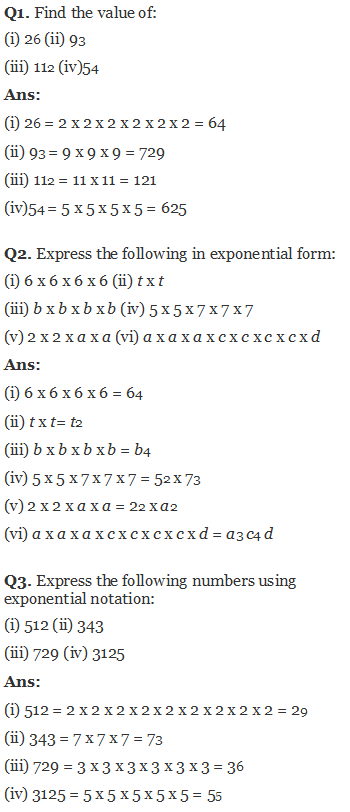 Q1. Find the value of:
(i) 26 (ii) 93
(iii) 112 (iv)54
Ans:
(i) 26 = 2 x 2 x 2 x 2 x 2 x 2 = 64
(ii) 93 = 9 x 9 x 9 = 729
(iii) 112 = 11 x 11 = 121
(iv)54 = 5 x 5 x 5 x 5 = 625
Q2. Express the following in exponential form:
(i) 6 x 6 x 6 x 6 (ii) t x t
(iii) b x b x b x b (iv) 5 x 5 x 7 x 7 x 7
(v) 2 x 2 x a x a (vi) a x a x a x c x c x c x c x d
Ans:
(i) 6 x 6 x 6 x 6 = 64
(ii) t x t= t2
(iii) b x b x b x b = b4
(iv) 5 x 5 x 7 x 7 x 7 = 52 x 73
(v) 2 x 2 x a x a = 22 x a2
(vi) a x a x a x c x c x c x c x d = a3 c4 d
Q3. Express the following numbers using
exponential notation:
(i) 512 (ii) 343
(iii) 729 (iv) 3125
Ans:
(i) 512 = 2 x 2 x 2 x 2 x 2 x 2 x 2 x 2 x 2 = 29
(ii) 343 = 7 x 7 x 7 = 73
(iii) 729 = 3 x 3 x 3 x 3 x 3 x 3 = 36
(iv) 3125 = 5 x 5 x 5 x 5 x 5 = 55